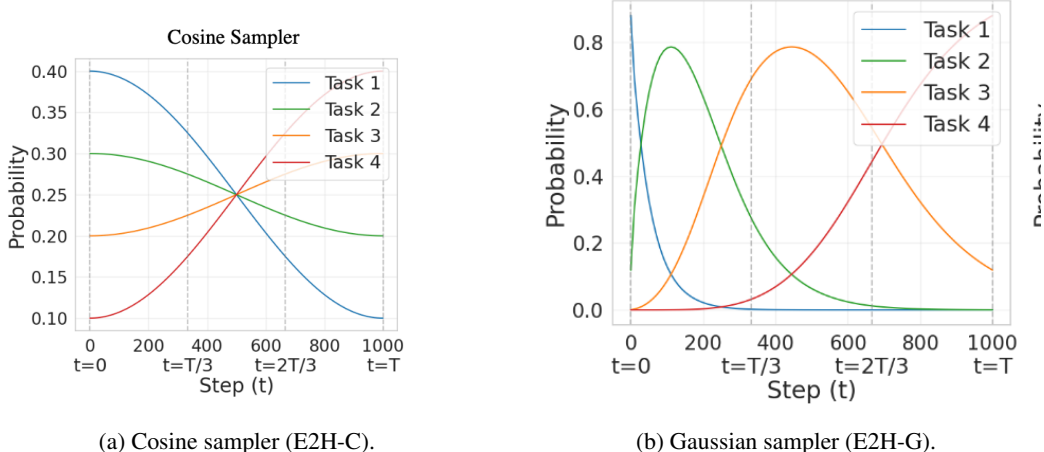 Cosine Sampler
Probability
0.40
0.35
0.30
0.25
0.20
0.15
0.10
Task 1
Task 2
Task 3
Task 4
0 200 400 600 800 1000
t=0 t=T/3 t=2T/3 t=T
Step (t)
(a) Cosine sampler (E2H-C).
Probability
0.8
0.6
0.4
0.2
0.0
Task 1
Task 2
Task 3
Task 4
0 200 400 600 800 1000
t=0 t=T/3 t=2T/3 t=T
Step (t)
(b) Gaussian sampler (E2H-G).